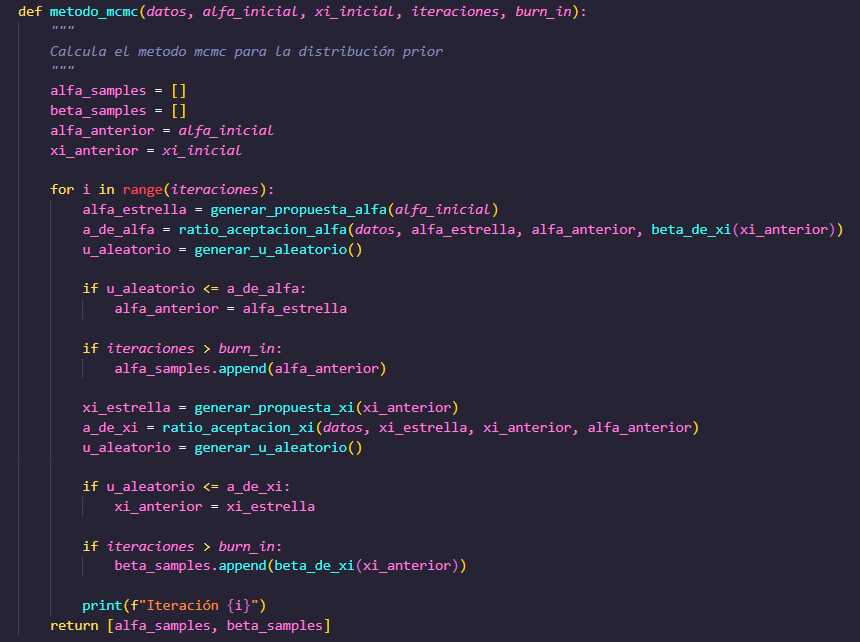 def metodo_mcmc(datos, alfa_inicial, xi_inicial, iteraciones, burn_in):
    """
    Calcula el metodo mcmc para la distribución prior
    """
    alfa_samples = []
    beta_samples = []
    alfa_anterior = alfa_inicial
    xi_anterior = xi_inicial

    for i in range(iteraciones):
        alfa_estrella = generar_propuesta_alfa(alfa_inicial)
        a_de_alfa = ratio_aceptacion_alfa(datos, alfa_estrella, alfa_anterior, beta_de_xi(xi_anterior))
        u_aleatorio = generar_u_aleatorio()

        if u_aleatorio <= a_de_alfa:
            alfa_anterior = alfa_estrella

        if iteraciones > burn_in:
            alfa_samples.append(alfa_anterior)

        xi_estrella = generar_propuesta_xi(xi_anterior)
        a_de_xi = ratio_aceptacion_xi(datos, xi_estrella, xi_anterior, alfa_anterior)
        u_aleatorio = generar_u_aleatorio()

        if u_aleatorio <= a_de_xi:
            xi_anterior = xi_estrella

        if iteraciones > burn_in:
            beta_samples.append(beta_de_xi(xi_anterior))

        print(f"Iteración {i}")
    return [alfa_samples, beta_samples]